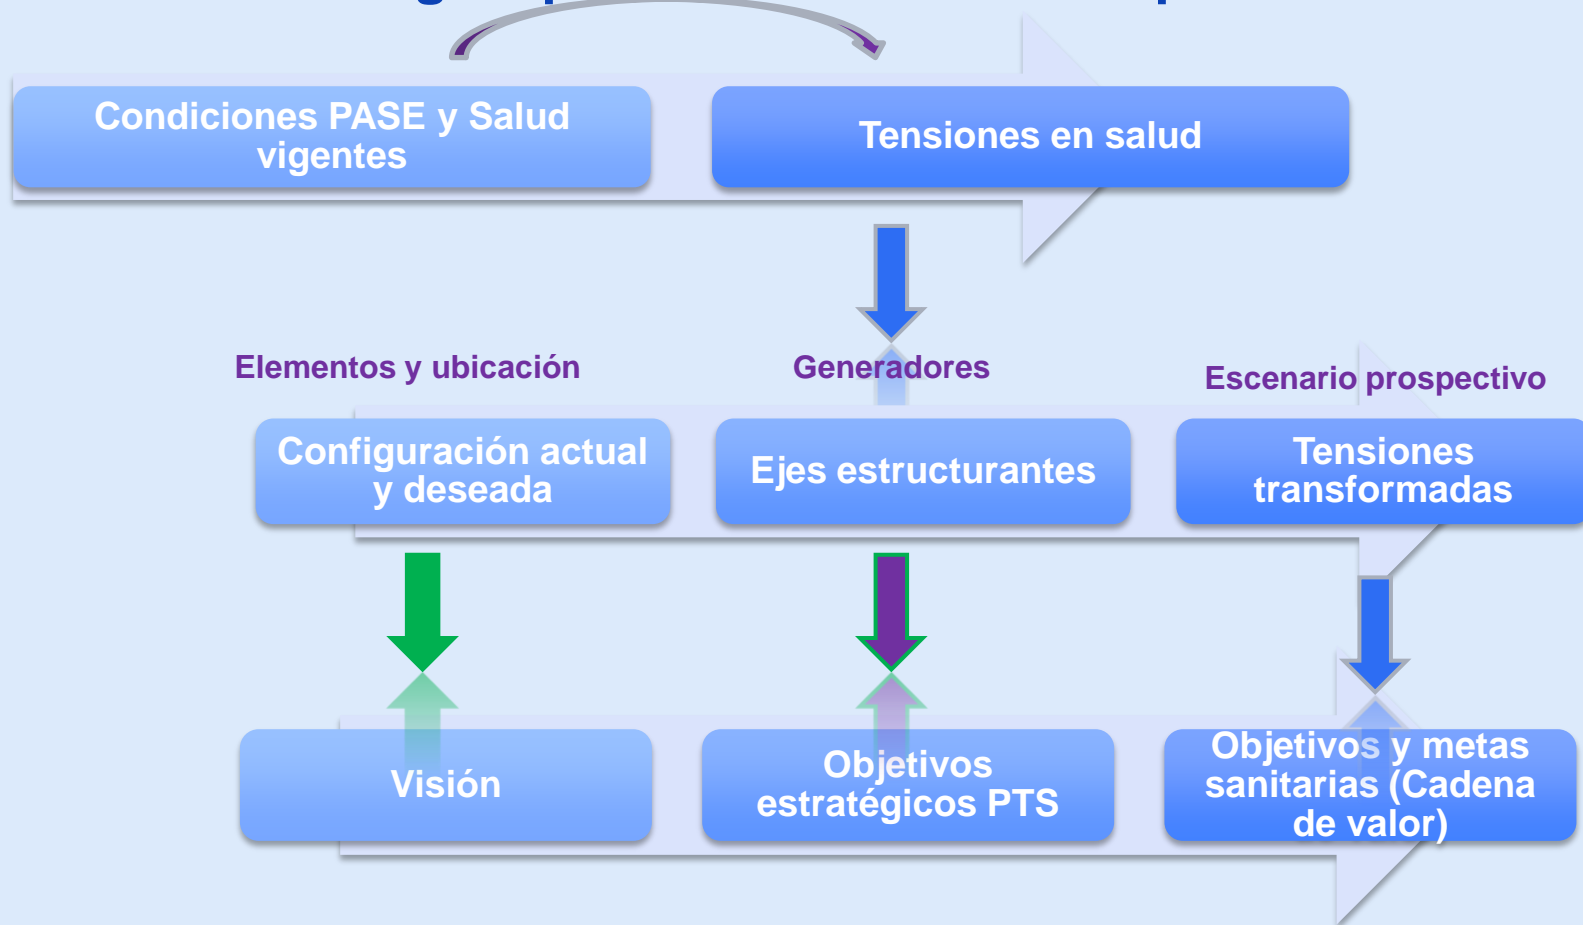 Condiciones PASE y Salud
vigentes
Tensiones en salud
Elementos y ubicación
Generadores
Escenario prospectivo
Configuración actual
y deseada
Ejes estructurantes
Tensiones
transformadas
Visión
Objetivos
estratégicos PTS
Objetivos y metas
sanitarias (Cadena
de valor)